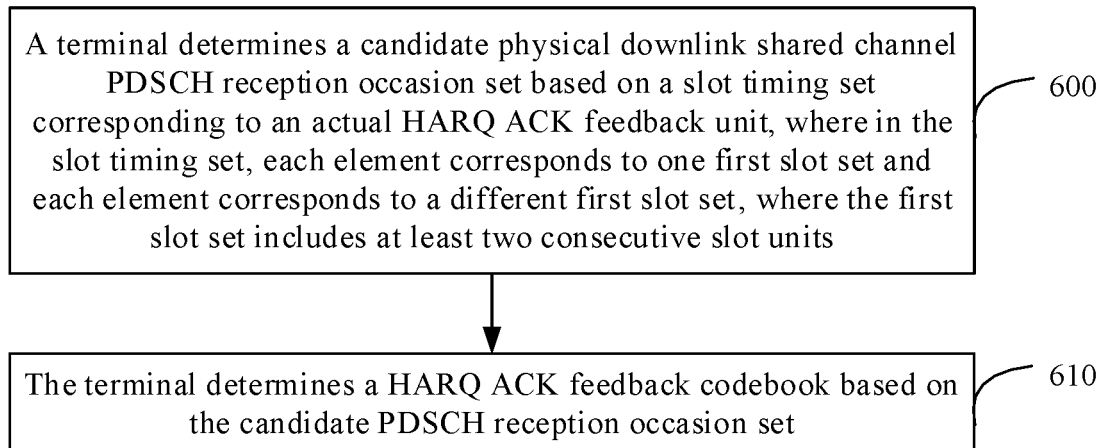 A terminal determines a candidate physical downlink shared channel
PDSCH reception occasion set based on a slot timing set
corresponding to an actual HARQ ACK feedback unit, where in the
slot timing set, each element corresponds to one first slot set and
each element corresponds to a different first slot set, where the first
slot set includes at least two consecutive slot units
600
The terminal determines a HARQ ACK feedback codebook based on
the candidate PDSCH reception occasion set
610